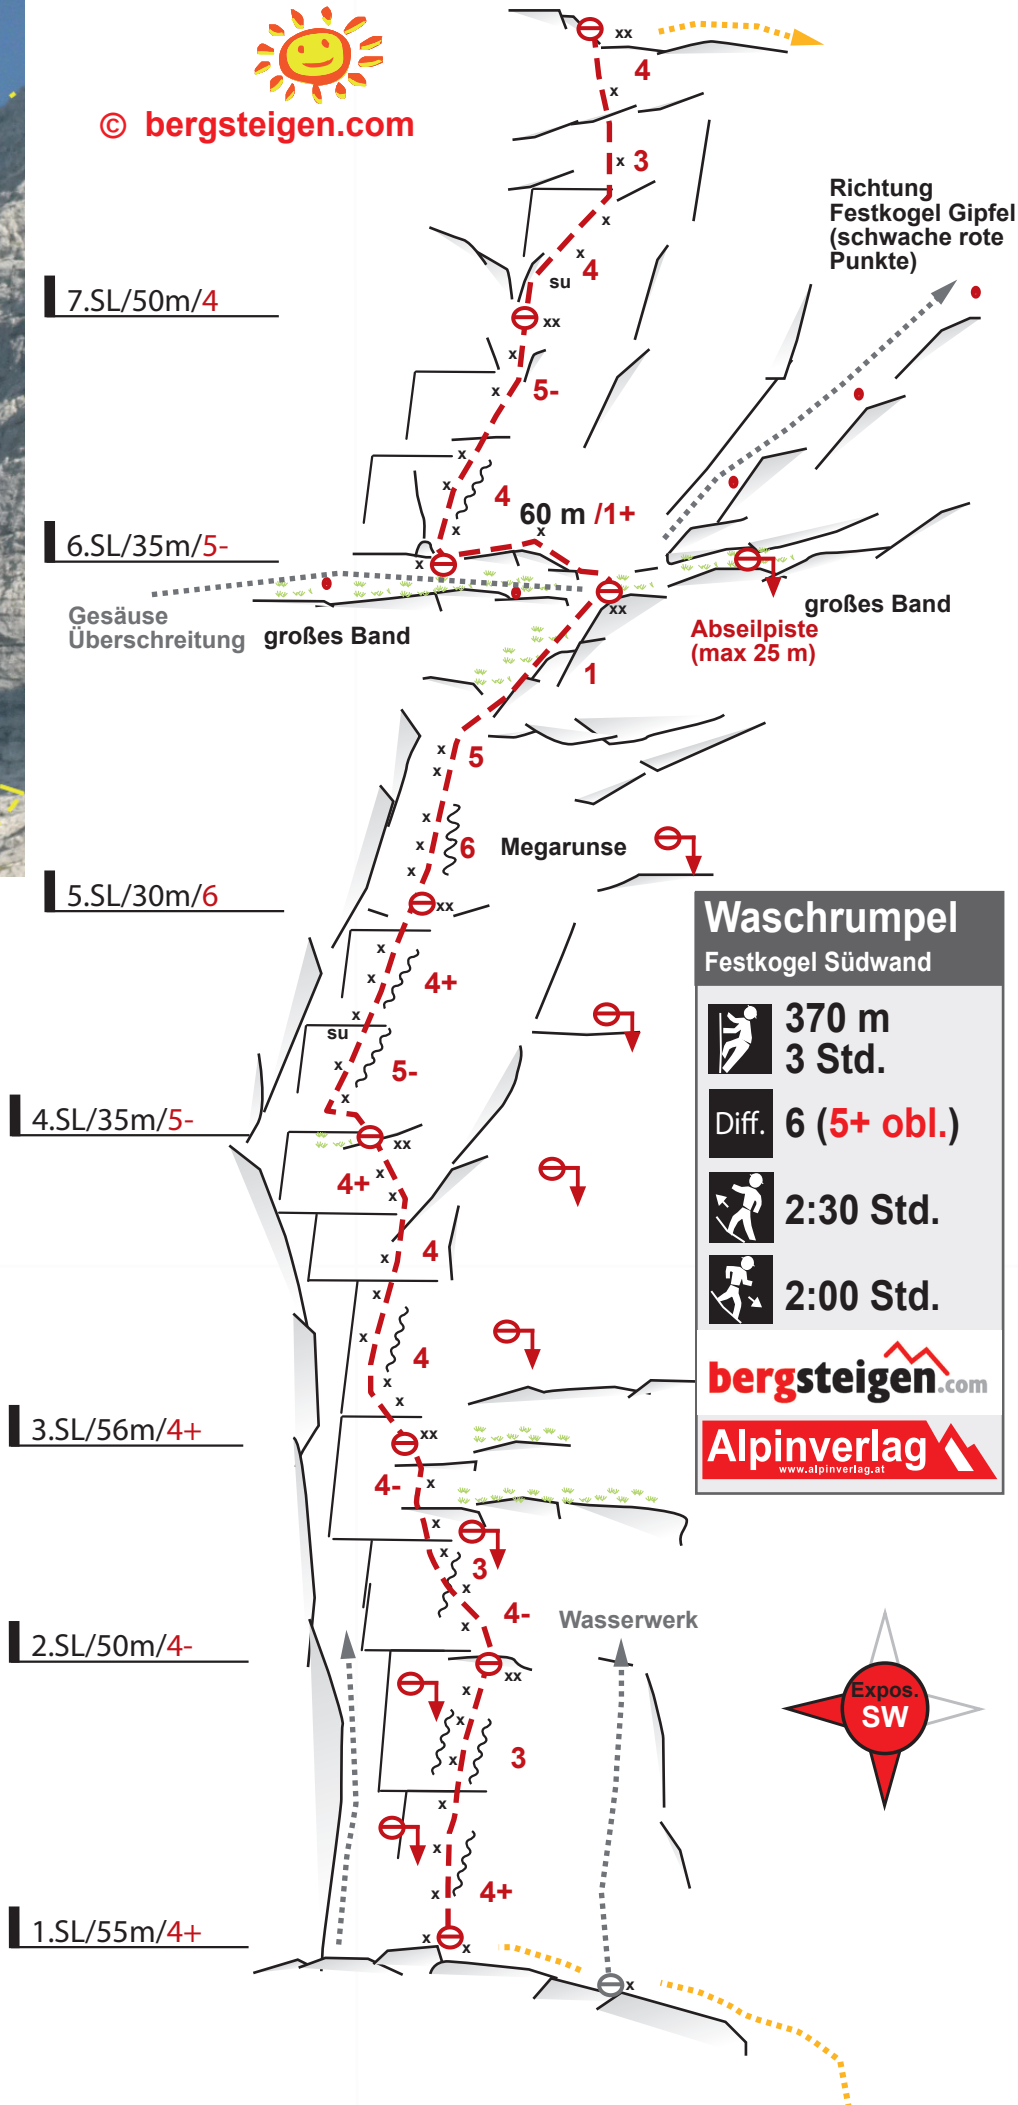 © bergsteigen.com
xx
4
x
x 3
x
Richtung
Festkogel Gipfel
(schwache rote
Punkte)
x
4
su
7.SL/50m/4
xx
x
5-
x
x
x
4
60 m /1+
x
x
6.SL/35m/5-
x
Gesäuse
Überschreitung
großes Band
xx
großes Band
Abseilpiste
(max 25 m)
1
x
5
x
x
6
x
Megarunse
x
5.SL/30m/6
xx
x
4+
x
x
su
x
5-
x
4.SL/35m/5-
xx
4+
x
x
4
x
x
x
4
x
x
3.SL/56m/4+
xx
4-
x
x
x
3
x
4-
x
Wasserwerk
2.SL/50m/4-
xx
x
x
3
x
x
x
4+
x
1.SL/55m/4+
x
x
x
Waschrumpel
Festkogel Südwand
370 m
3 Std.
Diff. 6 (5+ obl.)
2:30 Std.
2:00 Std.
bergsteigen.com
Alpinverlag
www.alpinverlag.at
Expos.
SW